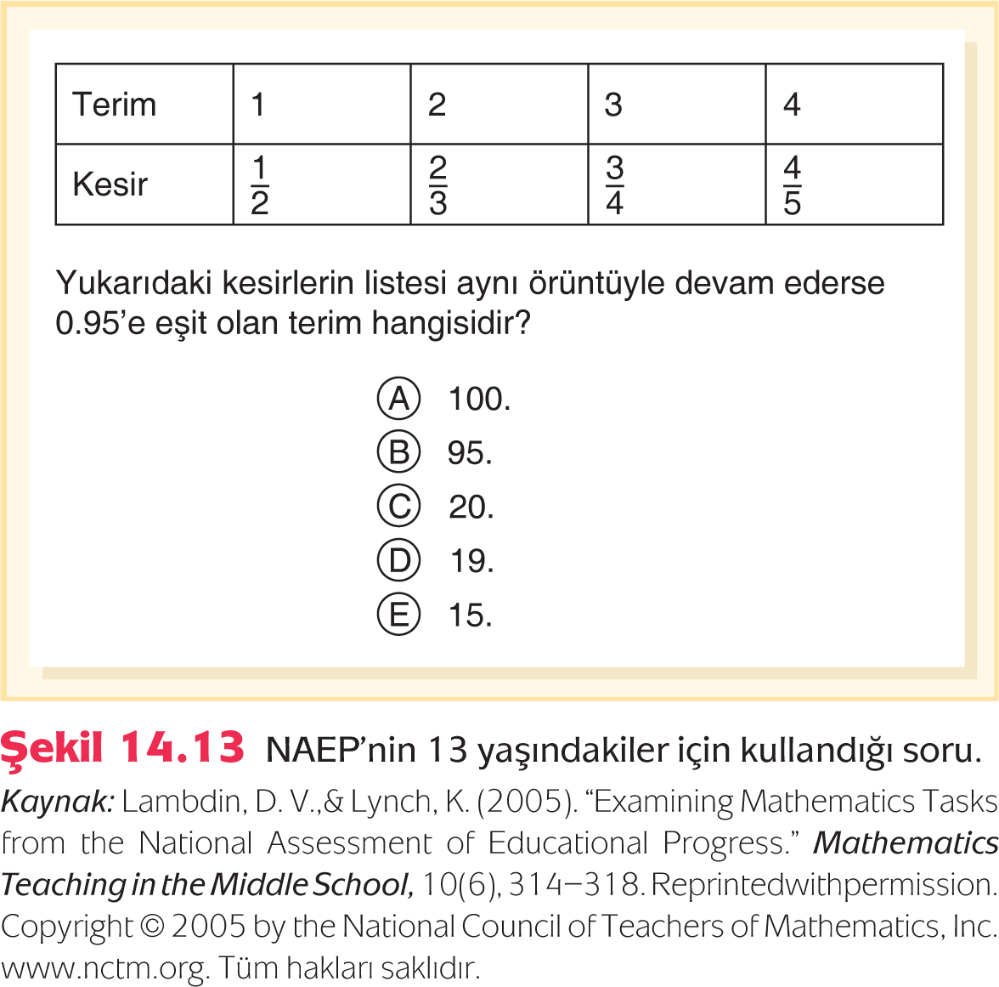 Terim 1 2 3 4
Kesir 1/2 2/3 3/4 4/5
Yukarıdaki kesirlerin listesi aynı örüntüyle devam ederse
0.95’e eşit olan terim hangisidir?
A 100.
B 95.
C 20.
D 19.
E 15.
Şekil 14.13 NAEP’nin 13 yaşındakiler için kullandığı soru.
Kaynak: Lambdin, D. V.,& Lynch, K. (2005). “Examining Mathematics Tasks
from the National Assessment of Educational Progress.” Mathematics
Teaching in the Middle School, 10(6), 314–318. Reprintedwithpermission.
Copyright © 2005 by the National Council of Teachers of Mathematics, Inc.
www.nctm.org. Tüm hakları saklıdır.